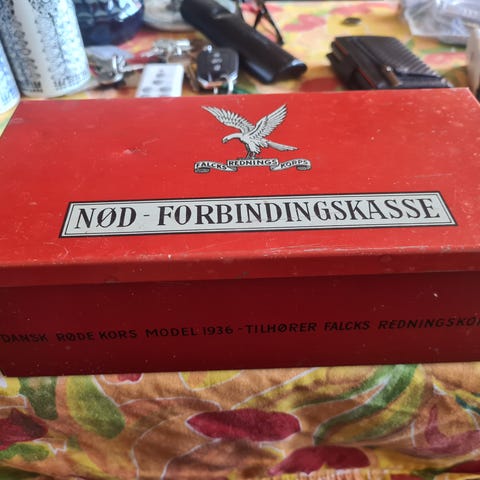 FALCKS REDNINGS KORPS
NØD - FORBINDINGSKASSE
DANSK RØDE KORS MODEL 1936 - TILHØRER FALCKS REDNINGSKO